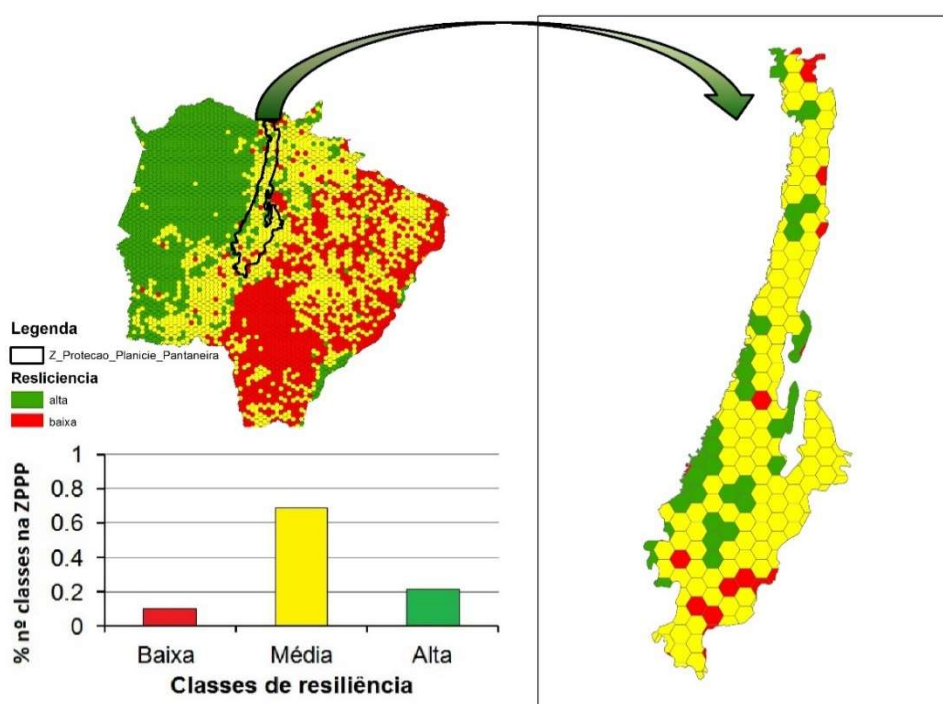 Legenda
Z_Protecao_Planicie_Pantaneira
Resliciencia
alta
baixa
% nº classes na ZPPP
1
0.8
0.6
0.4
0.2
0
Baixa Média Alta
Classes de resiliência